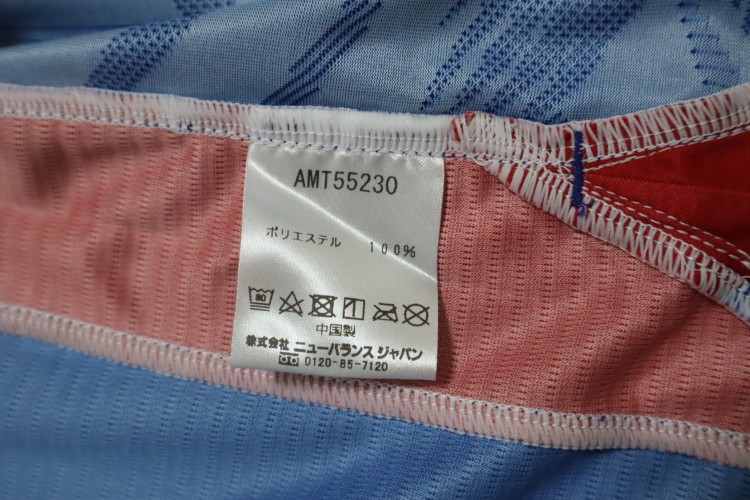 AMT55230
ポリエステル 100%
中国製
株式会社 ニューバランス ジャパン
0120-85-7120